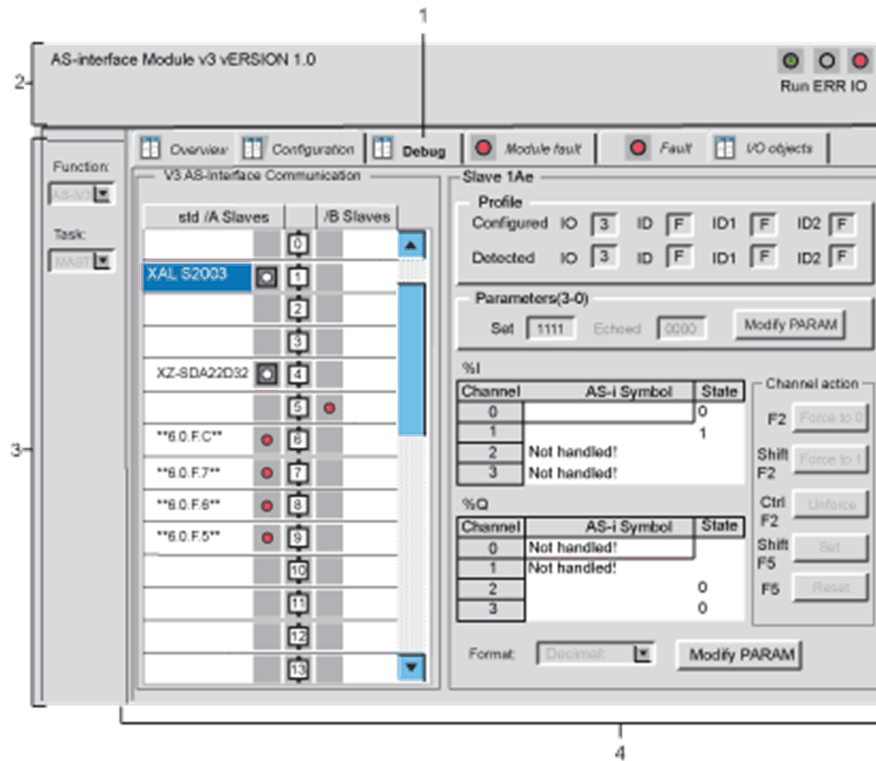 1
2
AS-interface Module v3 vERSION 1.0
Run ERR IO
3
Function:
AS-V3
Task:
MAST
Overview Configuration Debug Module fault Fault I/O objects
V3 AS-Interface Communication
std /A Slaves /B Slaves
0
XAL S2003 1
2
3
XZ-SDA22D32 4
5
**6.0.F.C** 6
**6.0.F.7** 7
**6.0.F.6** 8
**6.0.F.5** 9
10
11
12
13
Slave 1Ae
Profile
Configured IO 3 ID F ID1 F ID2 F
Detected IO 3 ID F ID1 F ID2 F
Parameters(3-0)
Set 1111 Echoed 0000 Modify PARAM
%I
Channel AS-i Symbol State
0 0
1 1
2 Not handled!
3 Not handled!
%Q
Channel AS-i Symbol State
0 Not handled!
1 Not handled!
2 0
3 0
Channel action
F2 Force to 0
Shift F2 Force to 1
Ctrl F2 Unforce
Shift F5 Set
F5 Reset
Format: Decimal: Modify PARAM
4